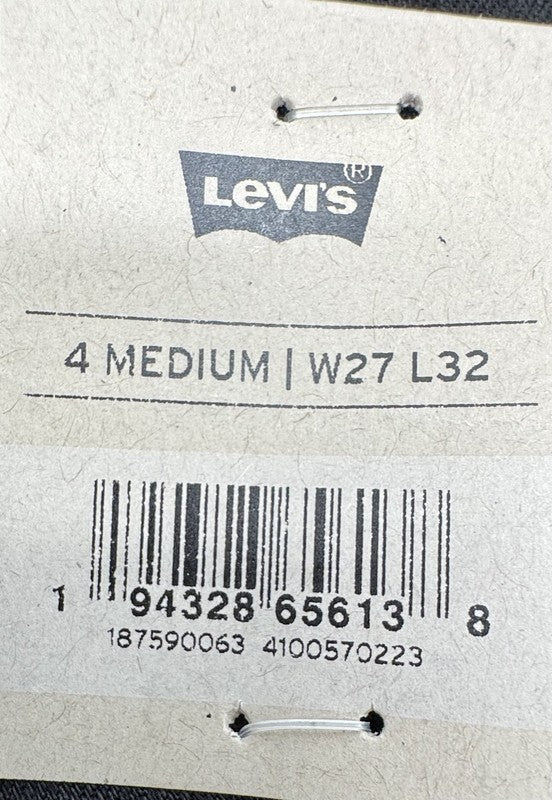 Levi's®
4 MEDIUM | W27 L32
1 94328 65613 8
187590063 4100570223